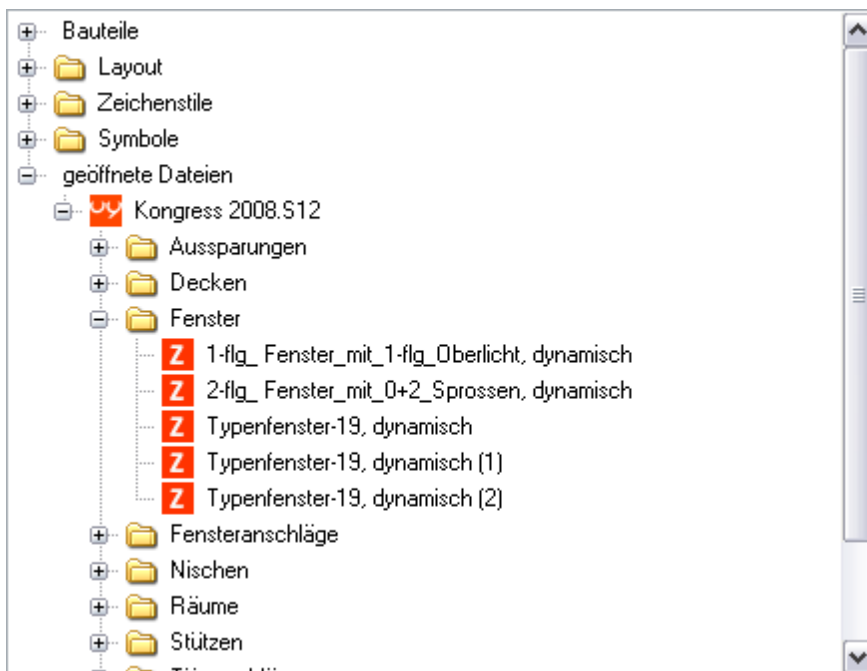 Bauteile
Layout
Zeichenstile
Symbole
geöffnete Dateien
Kongress 2008.S12
Aussparungen
Decken
Fenster
Z 1-flg_ Fenster_mit_1-flg_Oberlicht, dynamisch
Z 2-flg_ Fenster_mit_0+2_Sprossen, dynamisch
Z Typenfenster-19, dynamisch
Z Typenfenster-19, dynamisch (1)
Z Typenfenster-19, dynamisch (2)
Fensteranschläge
Nischen
Räume
Stützen